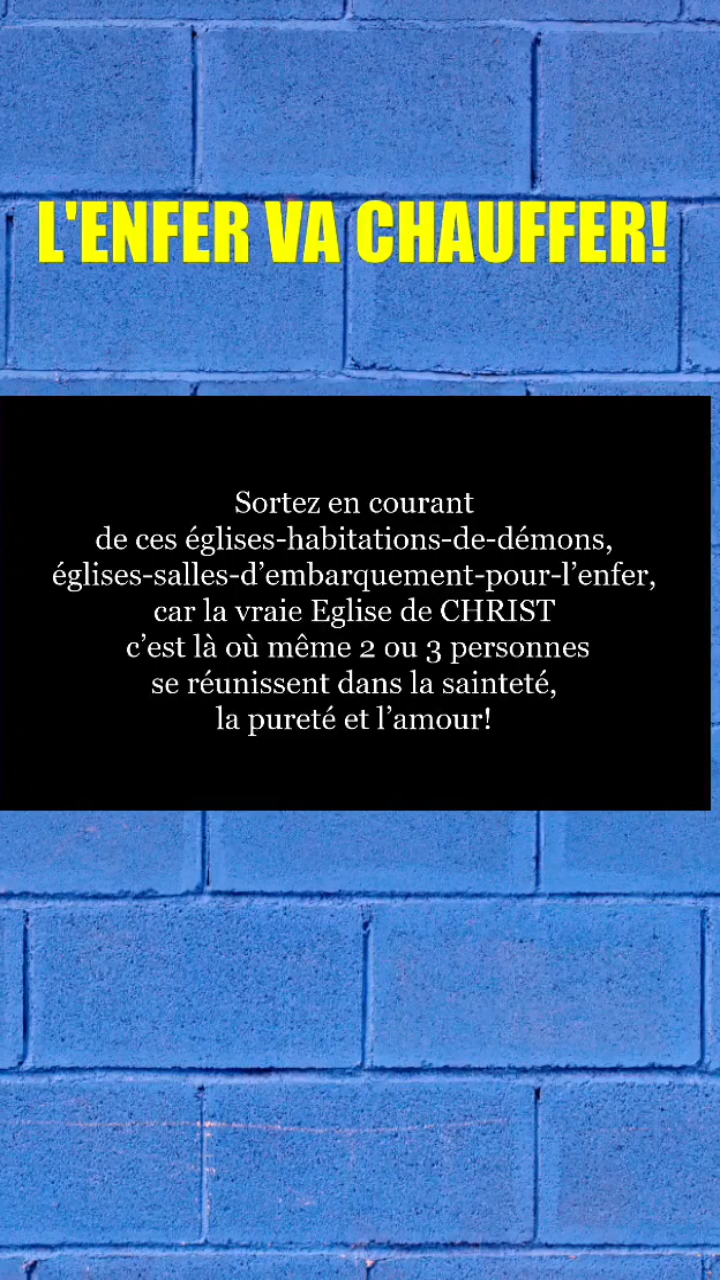 L'ENFER VA CHAUFFER!
Sortez en courant
de ces églises-habitations-de-démons,
églises-salles-d’embarquement-pour-l’enfer,
car la vraie Eglise de CHRIST
c’est là où même 2 ou 3 personnes
se réunissent dans la sainteté,
la pureté et l’amour!